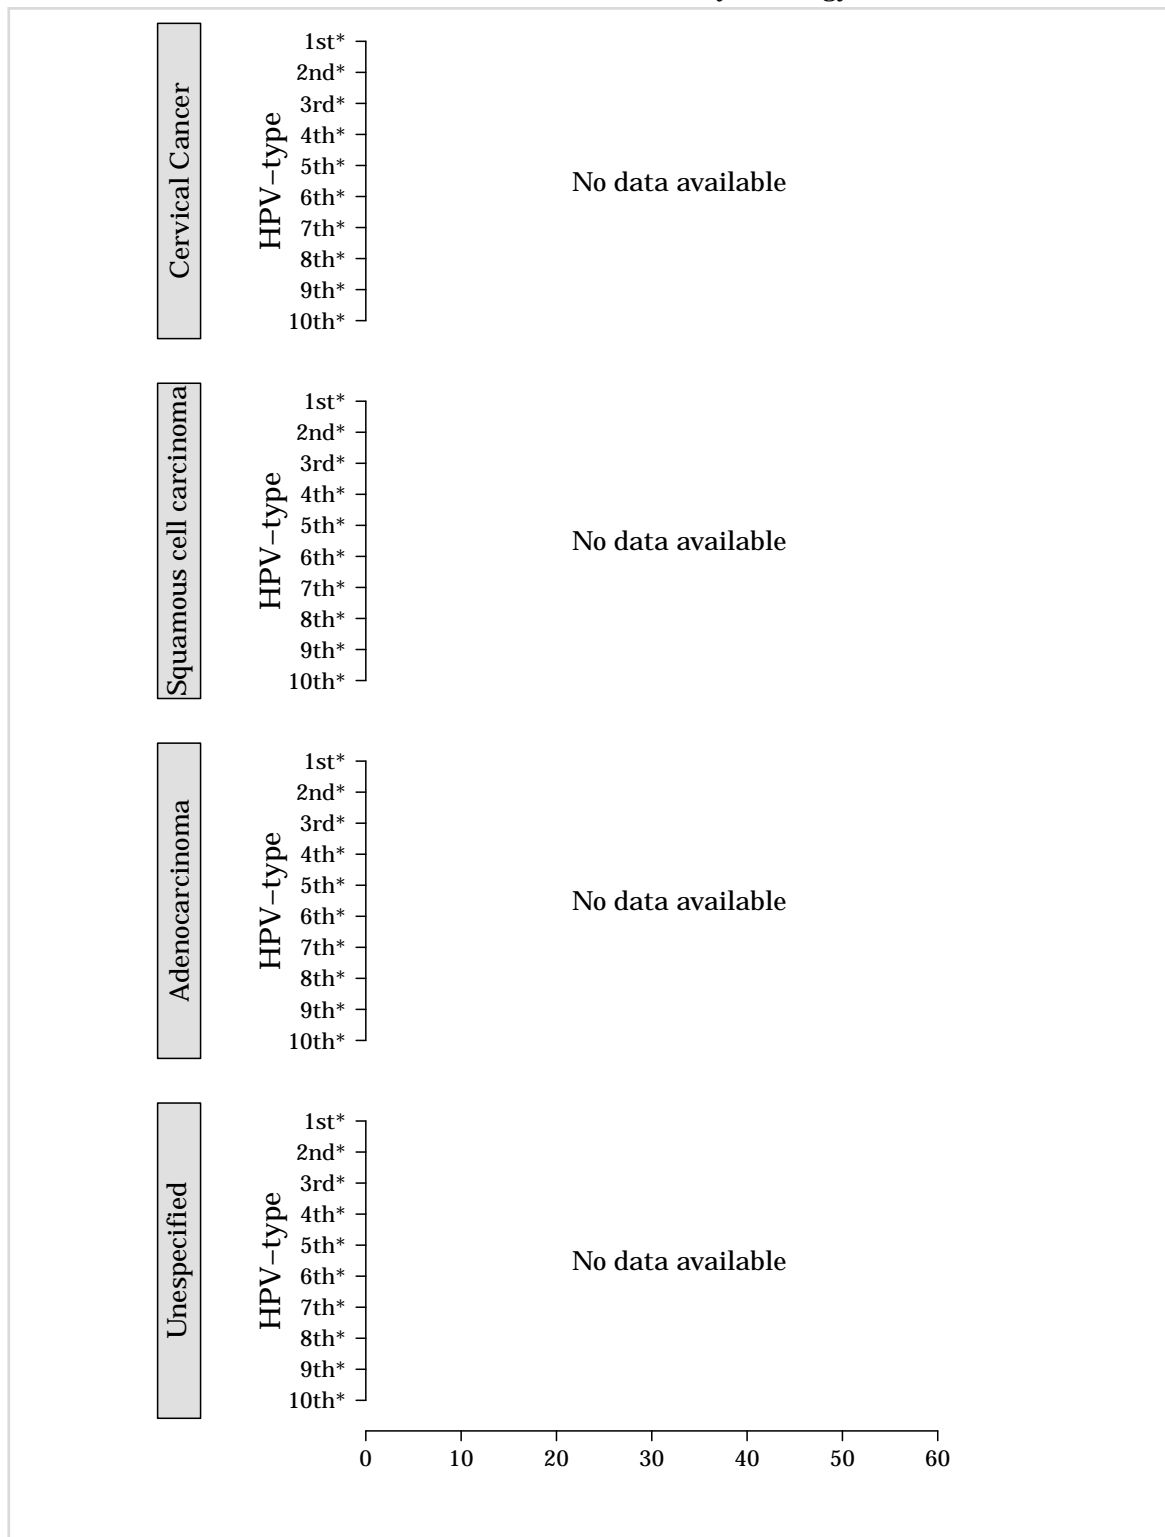 Cervical Cancer
HPV−type
1st*
2nd*
3rd*
4th*
5th*
6th*
7th*
8th*
9th*
10th*
No data available
Squamous cell carcinoma
HPV−type
1st*
2nd*
3rd*
4th*
5th*
6th*
7th*
8th*
9th*
10th*
No data available
Adenocarcinoma
HPV−type
1st*
2nd*
3rd*
4th*
5th*
6th*
7th*
8th*
9th*
10th*
No data available
Unespecified
HPV−type
1st*
2nd*
3rd*
4th*
5th*
6th*
7th*
8th*
9th*
10th*
No data available
0 10 20 30 40 50 60